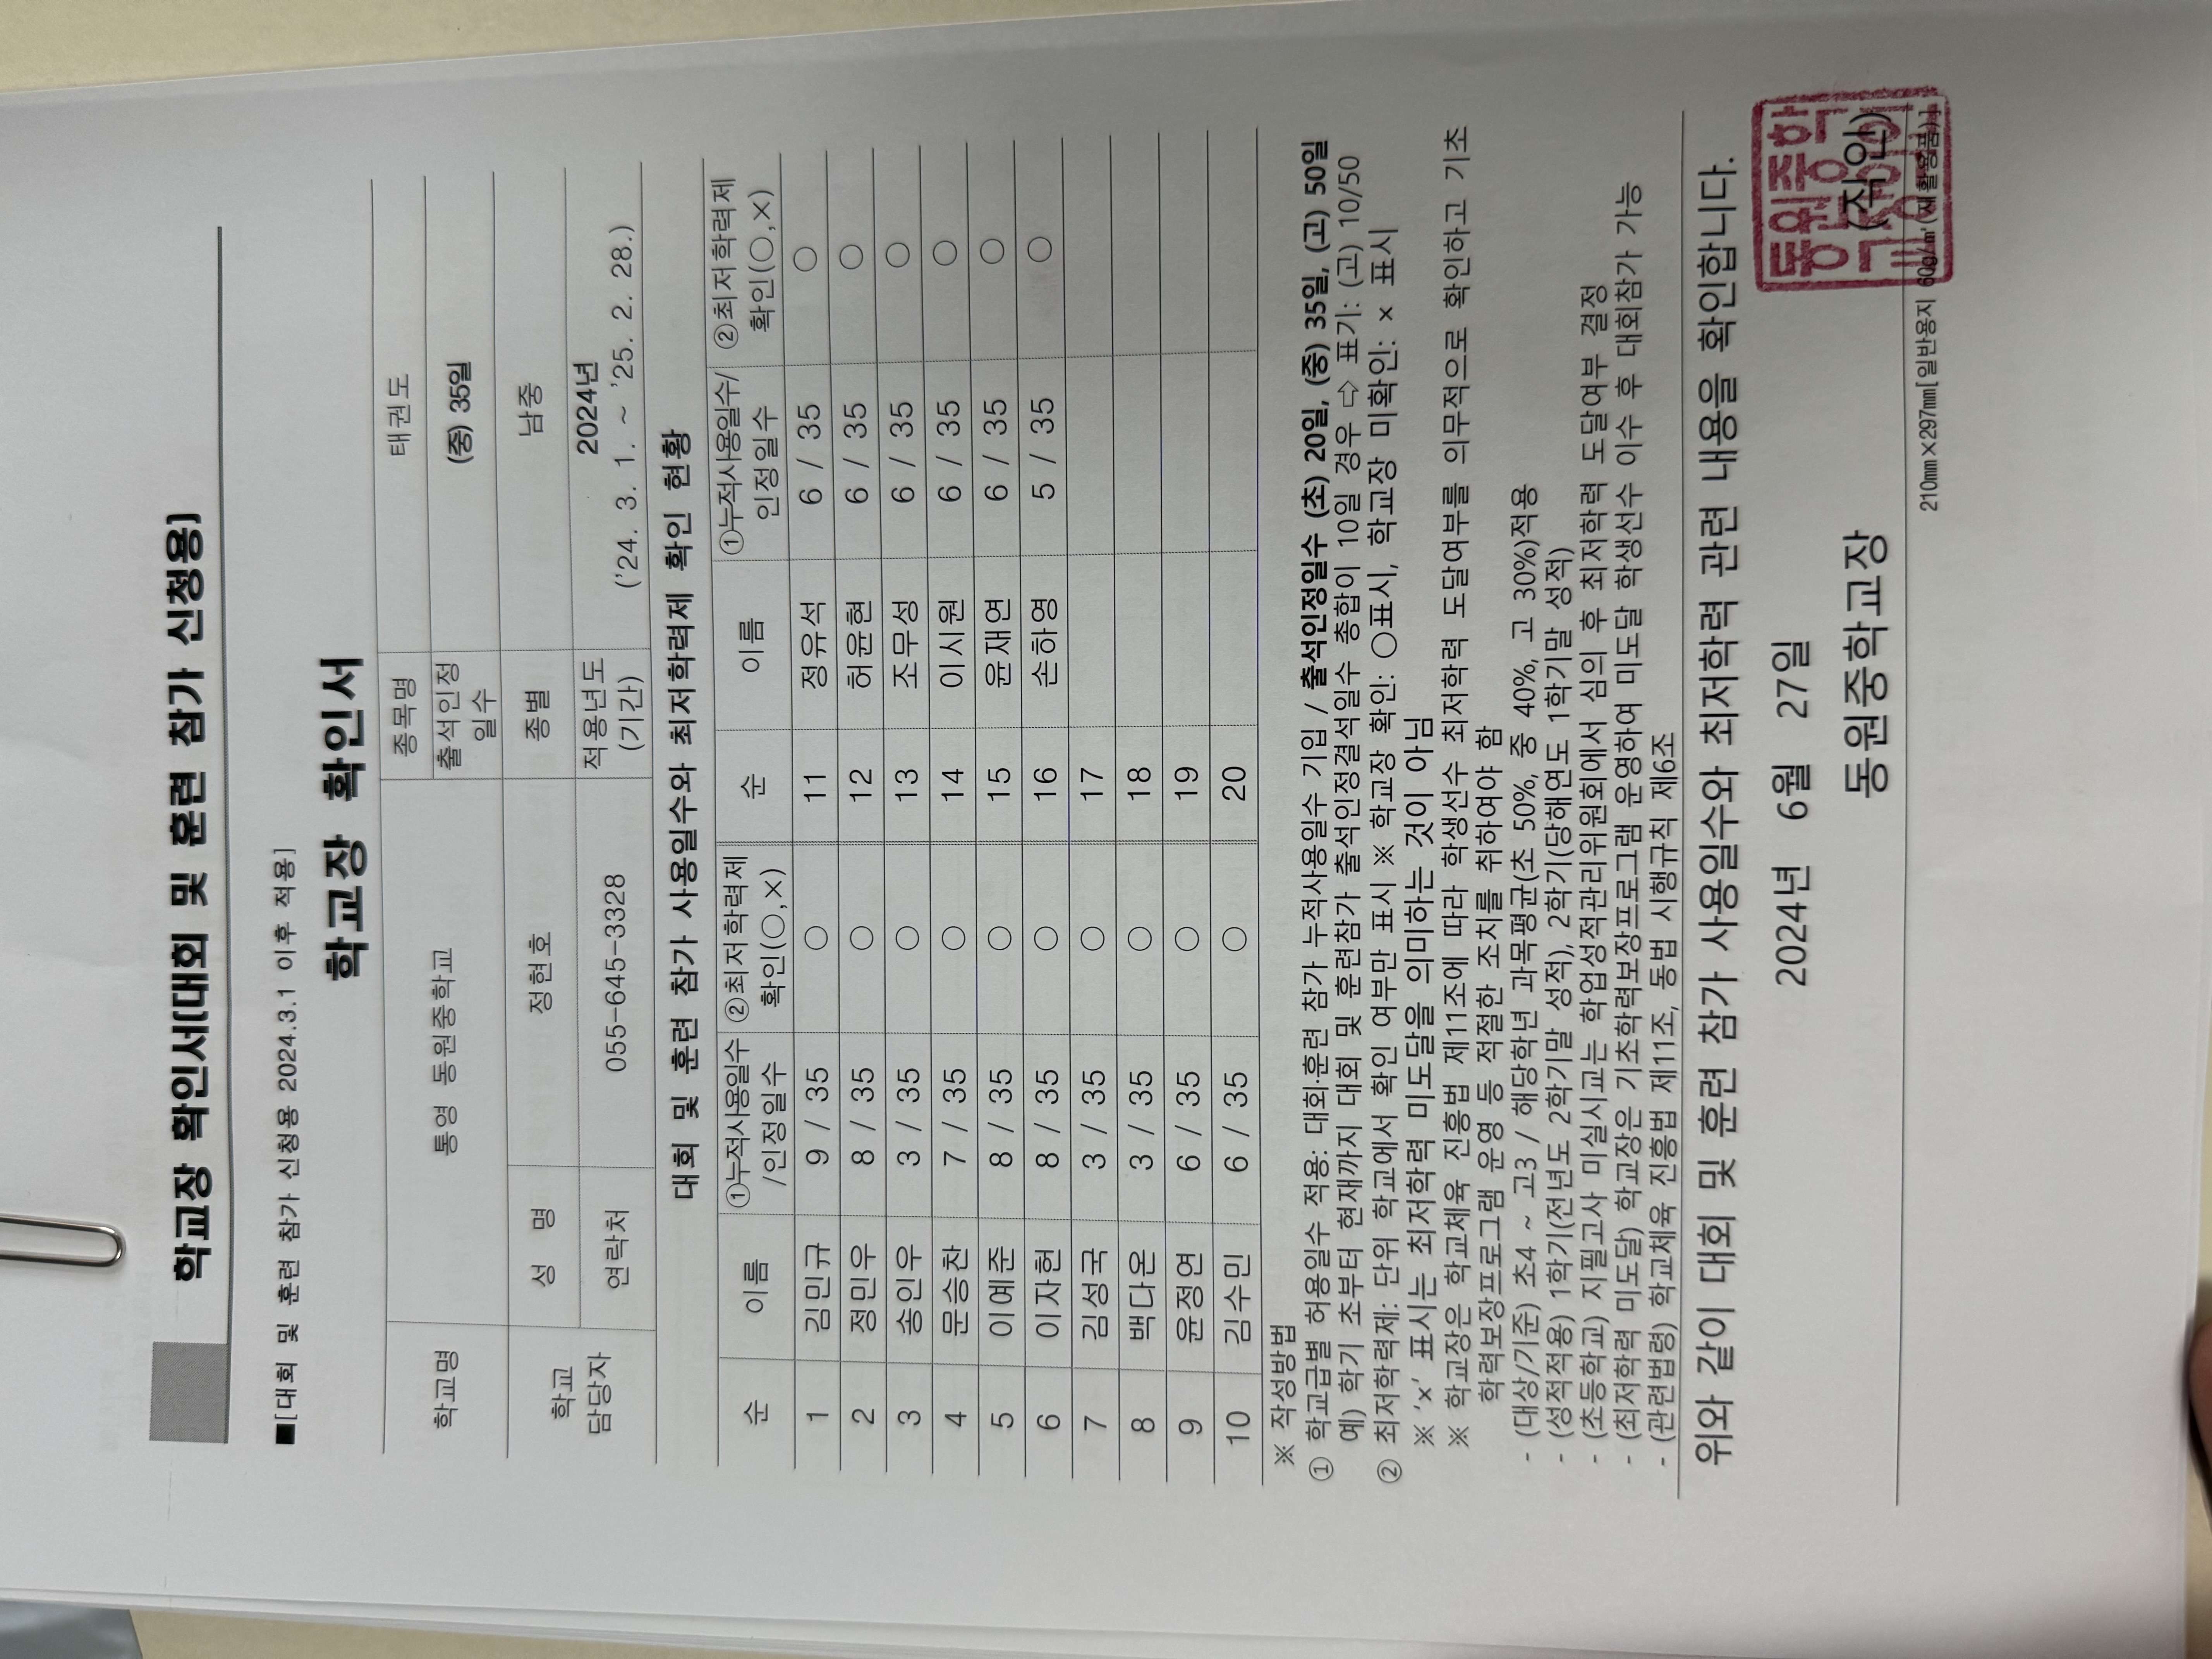 학교장 확인서(대회 및 훈련 참가 신청용)
■[대회 및 훈련 참가 신청용 2024.3.1 이후 적용]
학교장 확인서
학교명 통영 동원중학교 종목명 태권도
출석인정 일수 (중) 35일
학교 담당자 성 명 정현호 종별 남중
연락처 055-645-3328 적용년도 (기간) 2024년 ('24. 3. 1. ~ '25. 2. 28.)
대회 및 훈련 참가 사용일수와 최저학력제 확인 현황
순 이름 ①누적사용일수/인정일수 ②최저학력제 확인(○,×) 순 이름 ①누적사용일수/인정일수 ②최저학력제 확인(○,×)
1 김민규 9 / 35 ○ 11 정유석 6 / 35 ○
2 정민우 8 / 35 ○ 12 허윤현 6 / 35 ○
3 송인우 3 / 35 ○ 13 조무성 6 / 35 ○
4 문승찬 7 / 35 ○ 14 이시원 6 / 35 ○
5 이예준 8 / 35 ○ 15 윤재연 6 / 35 ○
6 이자헌 8 / 35 ○ 16 손하영 5 / 35 ○
7 김성국 3 / 35 ○ 17
8 백다온 3 / 35 ○ 18
9 윤정연 6 / 35 ○ 19
10 김수민 6 / 35 ○ 20
※ 작성방법
① 학교급별 허용일수 적용: 대회·훈련 참가 누적사용일수 기입 / 출석인정일수 (초) 20일, (중) 35일, (고) 50일
예) 학기 초부터 현재까지 대회 및 훈련참가 출석인정결석일수 총합이 10일 경우 ⇨ 표기: (고) 10/50
② 최저학력제: 단위 학교에서 확인 여부만 표시 ※ 학교장 확인: ○표시, 학교장 미확인: × 표시
※ '×' 표시는 최저학력 미도달을 의미하는 것이 아님
※ 학교장은 학교체육 진흥법 제11조에 따라 학생선수 최저학력 도달여부를 의무적으로 확인하고 기초
학력보장프로그램 운영 등 적절한 조치를 취하여야 함
- (대상/기준) 초4 ~ 고3 / 해당학년 과목평균(초 50%, 중 40%, 고 30%)적용
- (성적적용) 1학기(전년도 2학기말 성적), 2학기(당해연도 1학기말 성적)
- (초등학교) 지필고사 미실시교는 학업성적관리위원회에서 심의 후 최저학력 도달여부 결정
- (최저학력 미도달) 학교장은 기초학력보장프로그램 운영하여 미도달 학생선수 이수 후 대회참가 가능
- (관련법령) 학교체육 진흥법 제11조, 동법 시행규칙 제6조
위와 같이 대회 및 훈련 참가 사용일수와 최저학력 관련 내용을 확인합니다.
2024년 6월 27일
동원중학교장 (직인)
210㎜×297㎜[일반용지 60g/㎡(재활용품)]